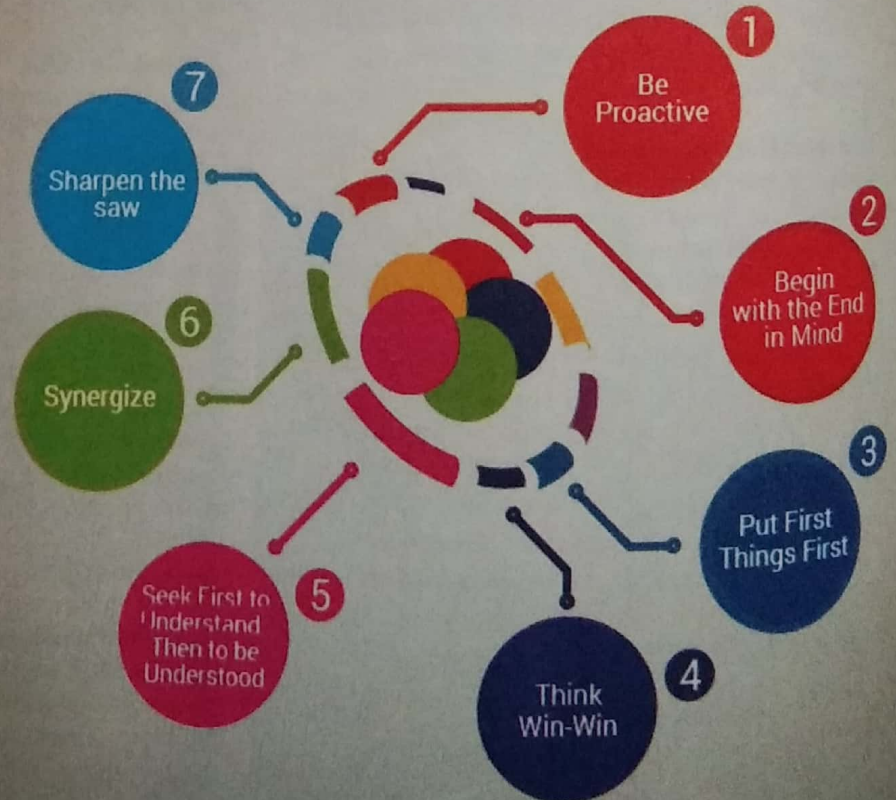 1
Be
Proactive
2
Begin
with the End
in Mind
3
Put First
Things First
4
Think
Win-Win
5
Seek First to
Understand
Then to be
Understood
6
Synergize
7
Sharpen the
saw